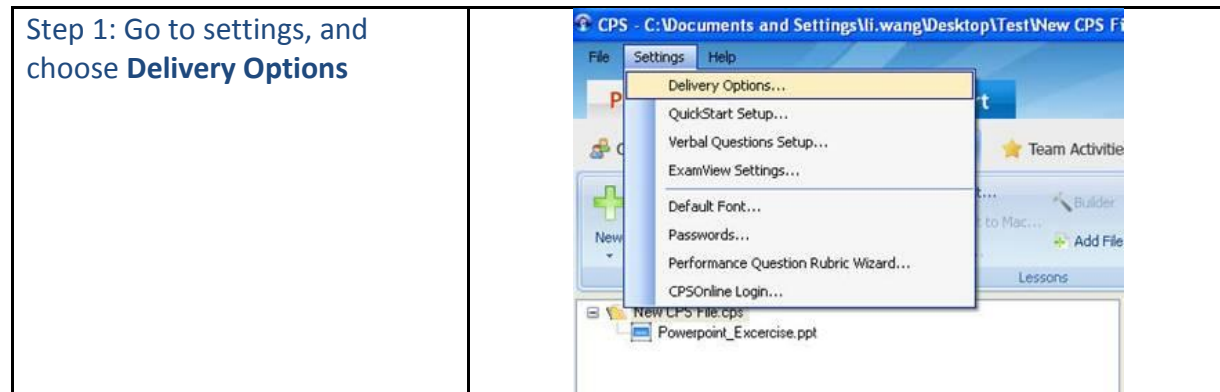 Step 1: Go to settings, and
choose Delivery Options
CPS - C:\Documents and Settings\li.wang\Desktop\Test\New CPS Fi
File Settings Help
Delivery Options...
QuickStart Setup...
Verbal Questions Setup...
ExamView Settings...
Default Font...
Passwords...
Performance Question Rubric Wizard...
CPSOnline Login...
P
t
Team Activitie
New
Builder
t to Mac...
Add File
Lessons
New CPS File.cps
Powerpoint_Excercise.ppt